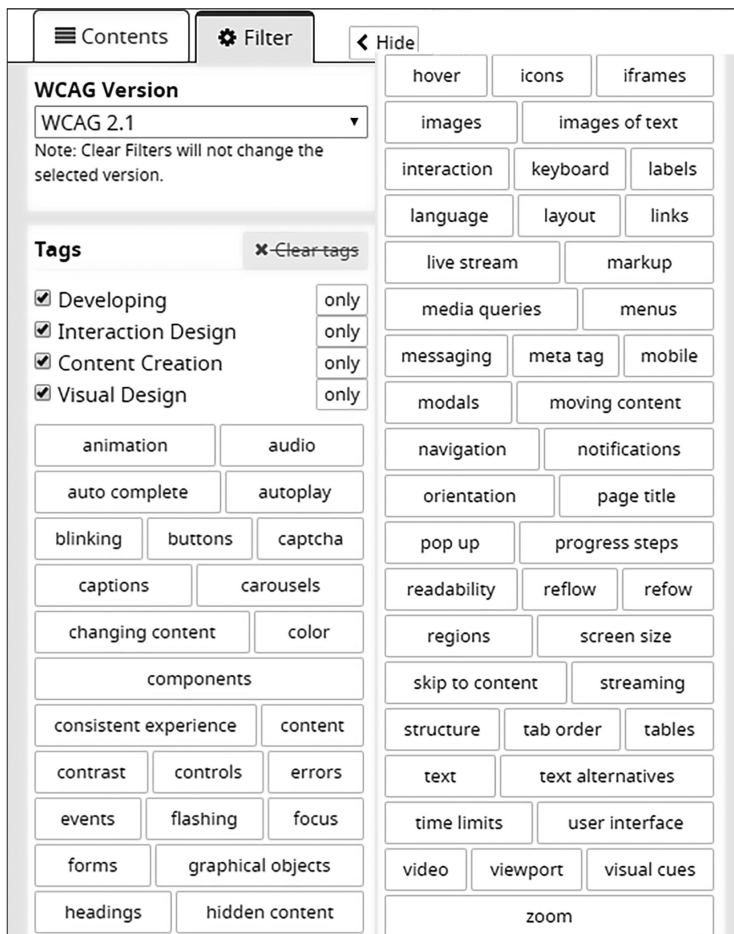 Contents Filter Hide
WCAG Version
WCAG 2.1
Note: Clear Filters will not change the
selected version.
Tags Clear tags
Developing only
Interaction Design only
Content Creation only
Visual Design only
animation audio
auto complete autoplay
blinking buttons captcha
captions carousels
changing content color
components
consistent experience content
contrast controls errors
events flashing focus
forms graphical objects
headings hidden content
hover icons iframes
images images of text
interaction keyboard labels
language layout links
live stream markup
media queries menus
messaging meta tag mobile
modals moving content
navigation notifications
orientation page title
pop up progress steps
readability reflow refow
regions screen size
skip to content streaming
structure tab order tables
text text alternatives
time limits user interface
video viewport visual cues
zoom